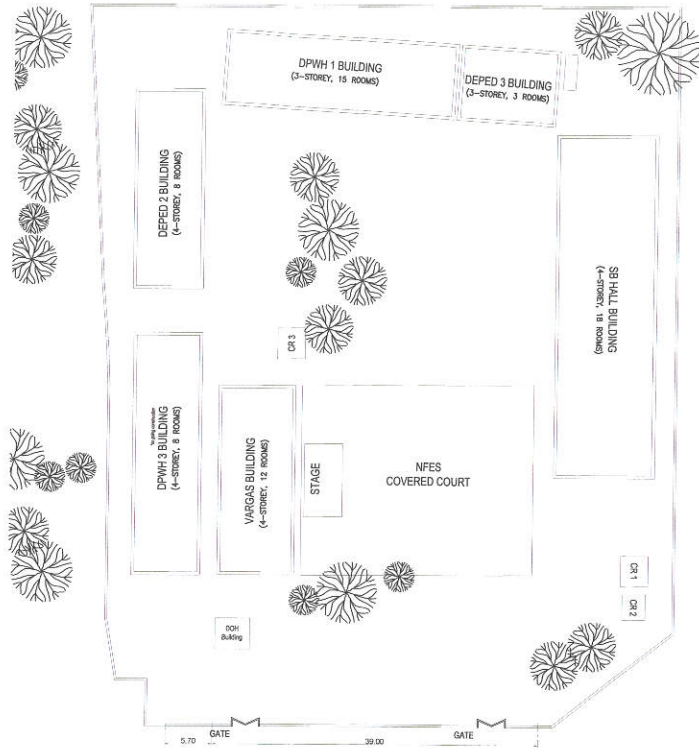 DPWH 1 BUILDING
(3-STOREY, 15 ROOMS)
DEPED 3 BUILDING
(3-STOREY, 3 ROOMS)
DEPED 2 BUILDING
(4-STOREY, 8 ROOMS)
SB HALL BUILDING
(4-STOREY, 18 ROOMS)
CR 3
DPWH 3 BUILDING
(4-STOREY, 8 ROOMS)
VARGAS BUILDING
(4-STOREY, 12 ROOMS)
STAGE
NFES
COVERED COURT
CR 1
CR 2
DOH
Building
GATE
GATE
5.70
39.00